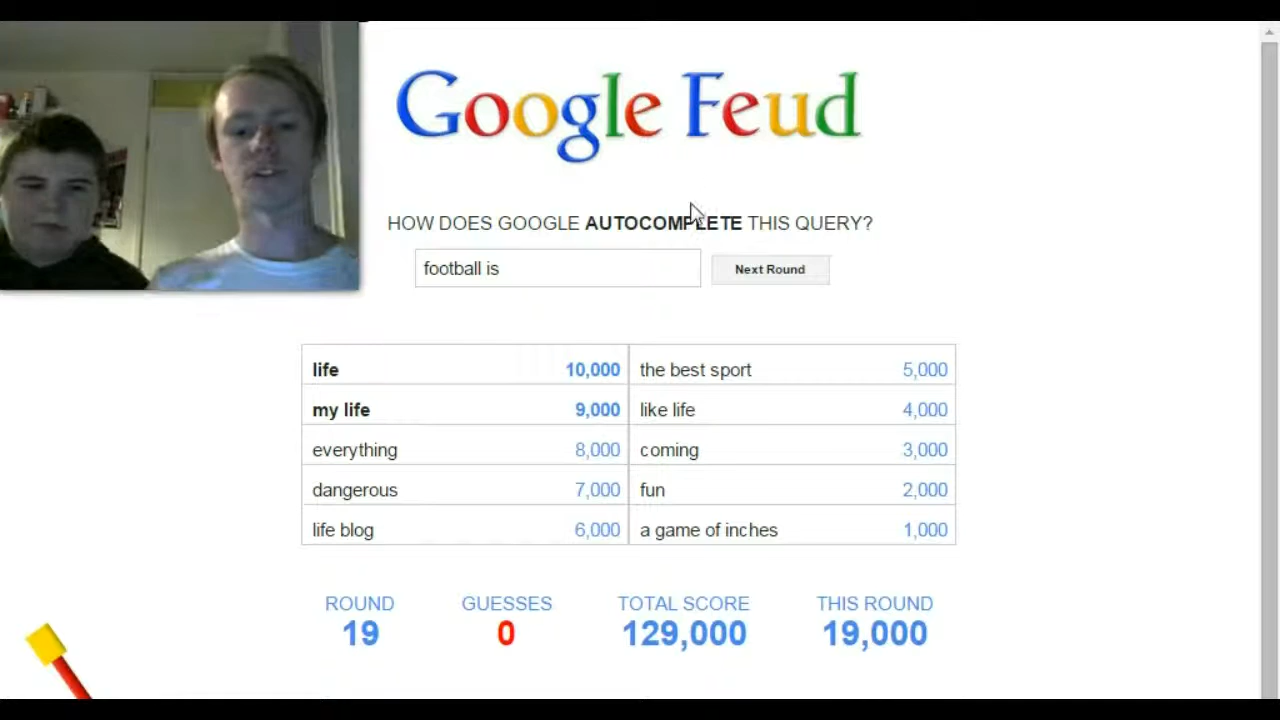 Google Feud
HOW DOES GOOGLE AUTOCOMPLETE THIS QUERY?
football is
Next Round
life 10,000
my life 9,000
everything 8,000
dangerous 7,000
life blog 6,000
the best sport 5,000
like life 4,000
coming 3,000
fun 2,000
a game of inches 1,000
ROUND GUESSES TOTAL SCORE THIS ROUND
19 0 129,000 19,000